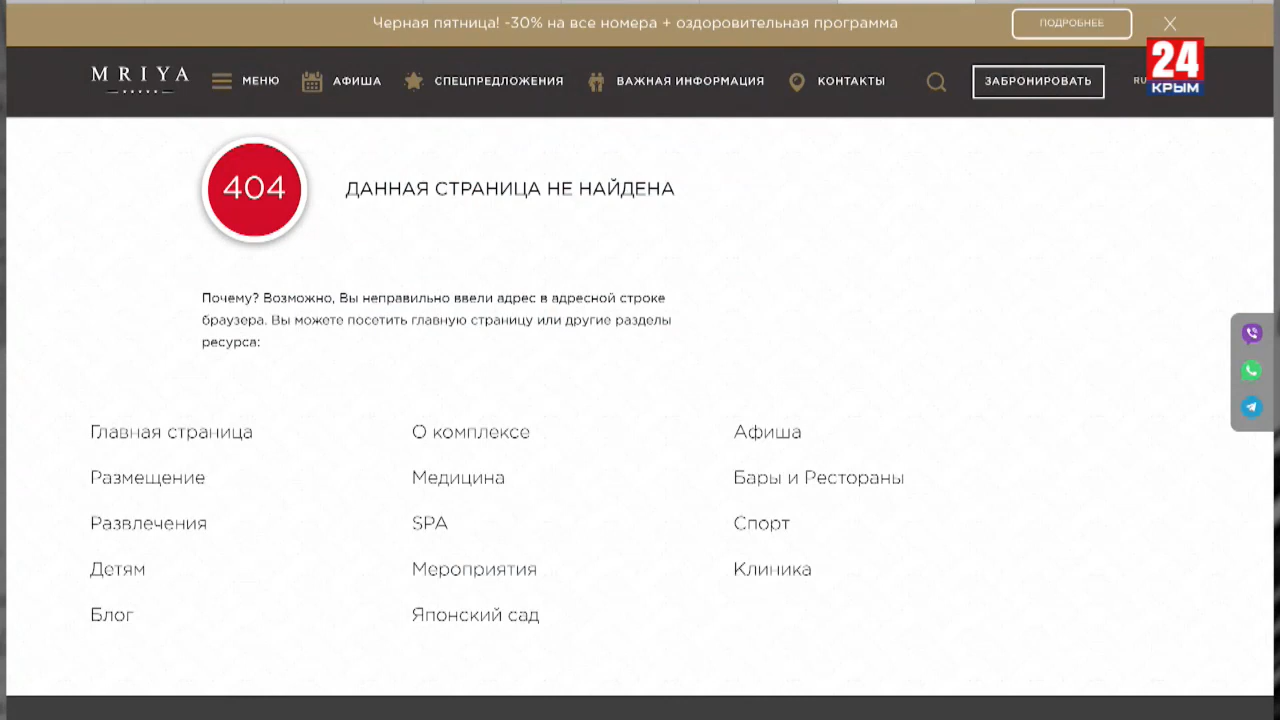 Черная пятница! -30% на все номера + оздоровительная программа
ПОДРОБНЕЕ
24
КРЫМ
MRIYA
МЕНЮ
АФИША
СПЕЦПРЕДЛОЖЕНИЯ
ВАЖНАЯ ИНФОРМАЦИЯ
КОНТАКТЫ
ЗАБРОНИРОВАТЬ
RU
404
ДАННАЯ СТРАНИЦА НЕ НАЙДЕНА
Почему? Возможно, Вы неправильно ввели адрес в адресной строке
браузера. Вы можете посетить главную страницу или другие разделы
ресурса:
Главная страница
О комплексе
Афиша
Размещение
Медицина
Бары и Рестораны
Развлечения
SPA
Спорт
Детям
Мероприятия
Клиника
Блог
Японский сад